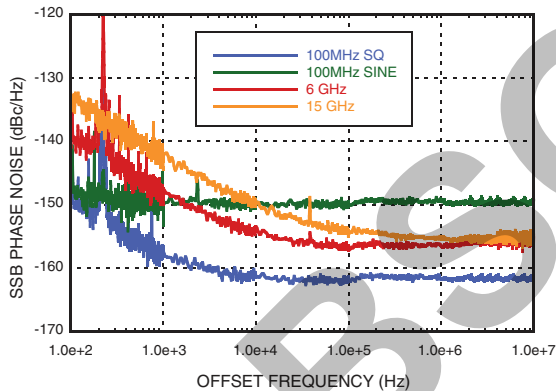 -120
-130
-140
-150
-160
-170
SSB PHASE NOISE (dBc/Hz)
100MHz SQ
100MHz SINE
6 GHz
15 GHz
1.0e+2
1.0e+3
1.0e+4
1.0e+5
1.0e+6
1.0e+7
OFFSET FREQUENCY (Hz)
BSO